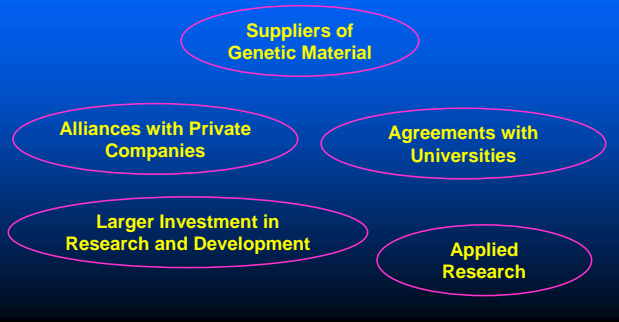 Suppliers of
Genetic Material
Alliances with Private
Companies
Agreements with
Universities
Larger Investment in
Research and Development
Applied
Research